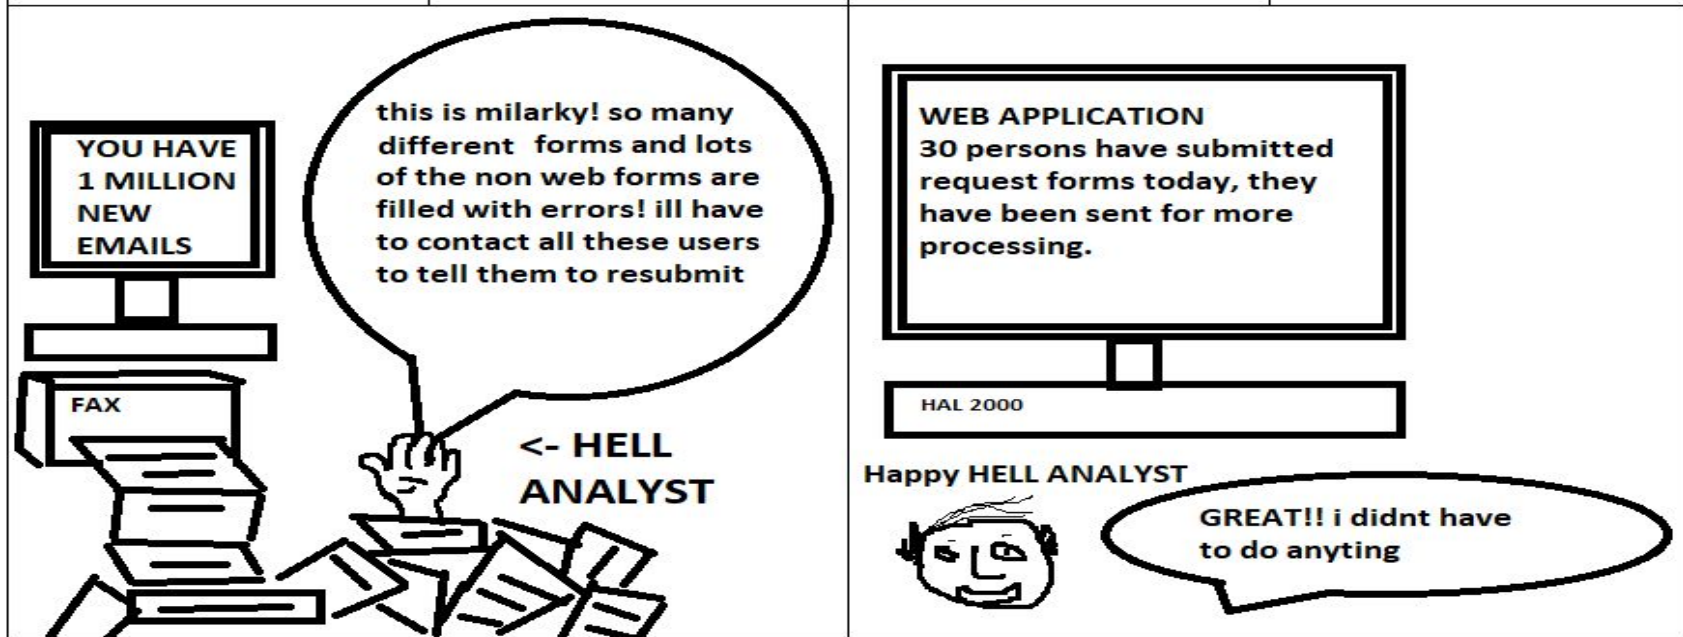 YOU HAVE
1 MILLION
NEW
EMAILS
this is milarky! so many
different forms and lots
of the non web forms are
filled with errors! ill have
to contact all these users
to tell them to resubmit
FAX
<- HELL
ANALYST
WEB APPLICATION
30 persons have submitted
request forms today, they
have been sent for more
processing.
HAL 2000
Happy HELL ANALYST
GREAT!! i didnt have
to do anyting